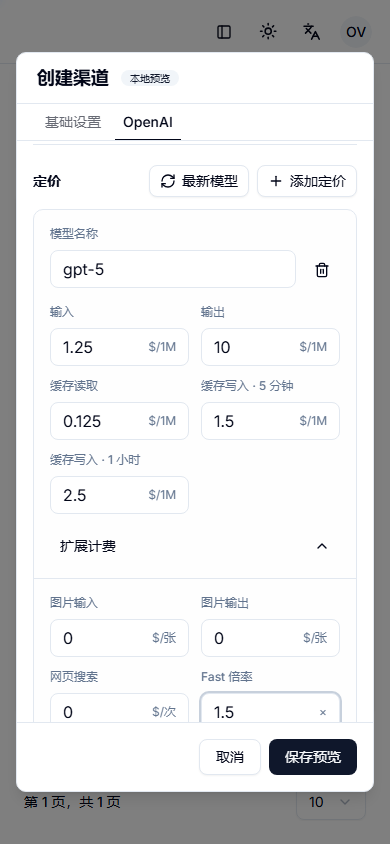 OV
创建渠道 本地预览
基础设置 OpenAI
定价 最新模型 添加定价
模型名称
gpt-5
输入 输出
1.25 $/1M 10 $/1M
缓存读取 缓存写入 · 5 分钟
0.125 $/1M 1.5 $/1M
缓存写入 · 1 小时
2.5 $/1M
扩展计费
图片输入 图片输出
0 $/张 0 $/张
网页搜索 Fast 倍率
0 $/次 1.5 ×
取消 保存预览
第 1 页，共 1 页 10